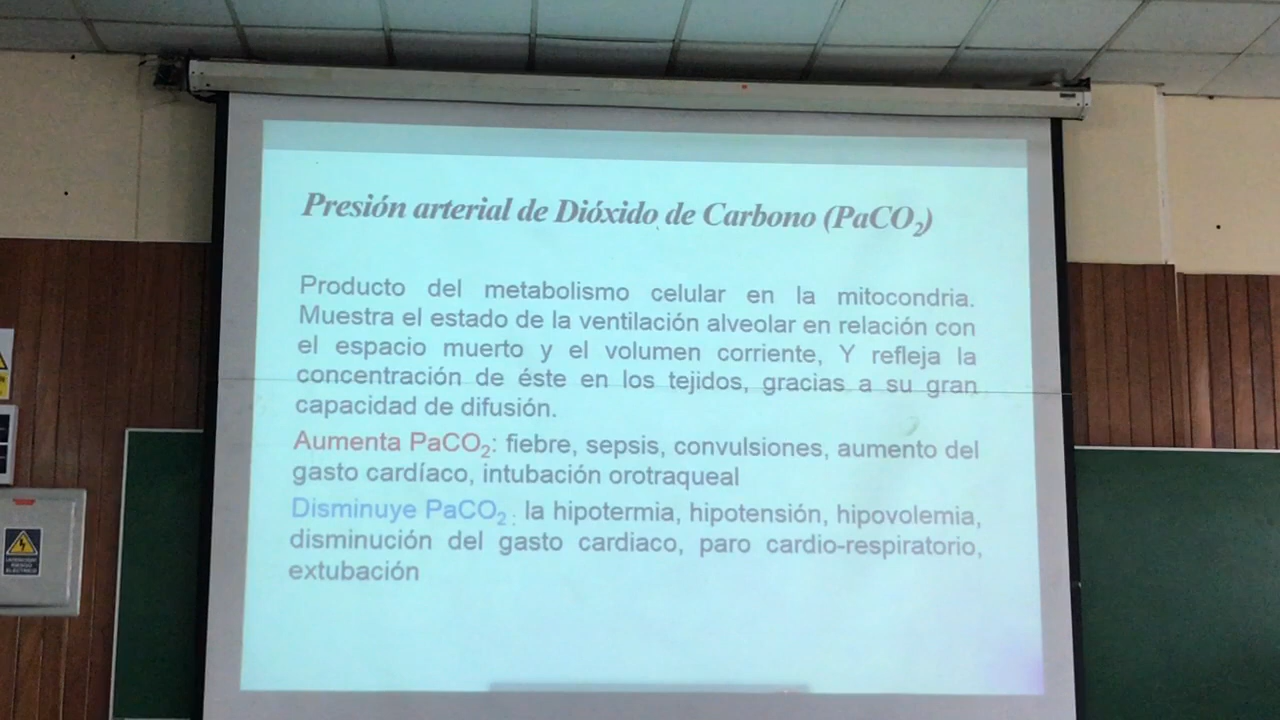 Presión arterial de Dióxido de Carbono (PaCO₂)
Producto del metabolismo celular en la mitocondria.
Muestra el estado de la ventilación alveolar en relación con
el espacio muerto y el volumen corriente, Y refleja la
concentración de éste en los tejidos, gracias a su gran
capacidad de difusión.
Aumenta PaCO₂: fiebre, sepsis, convulsiones, aumento del
gasto cardíaco, intubación orotraqueal
Disminuye PaCO₂ : la hipotermia, hipotensión, hipovolemia,
disminución del gasto cardiaco, paro cardio-respiratorio,
extubación
RIESGO